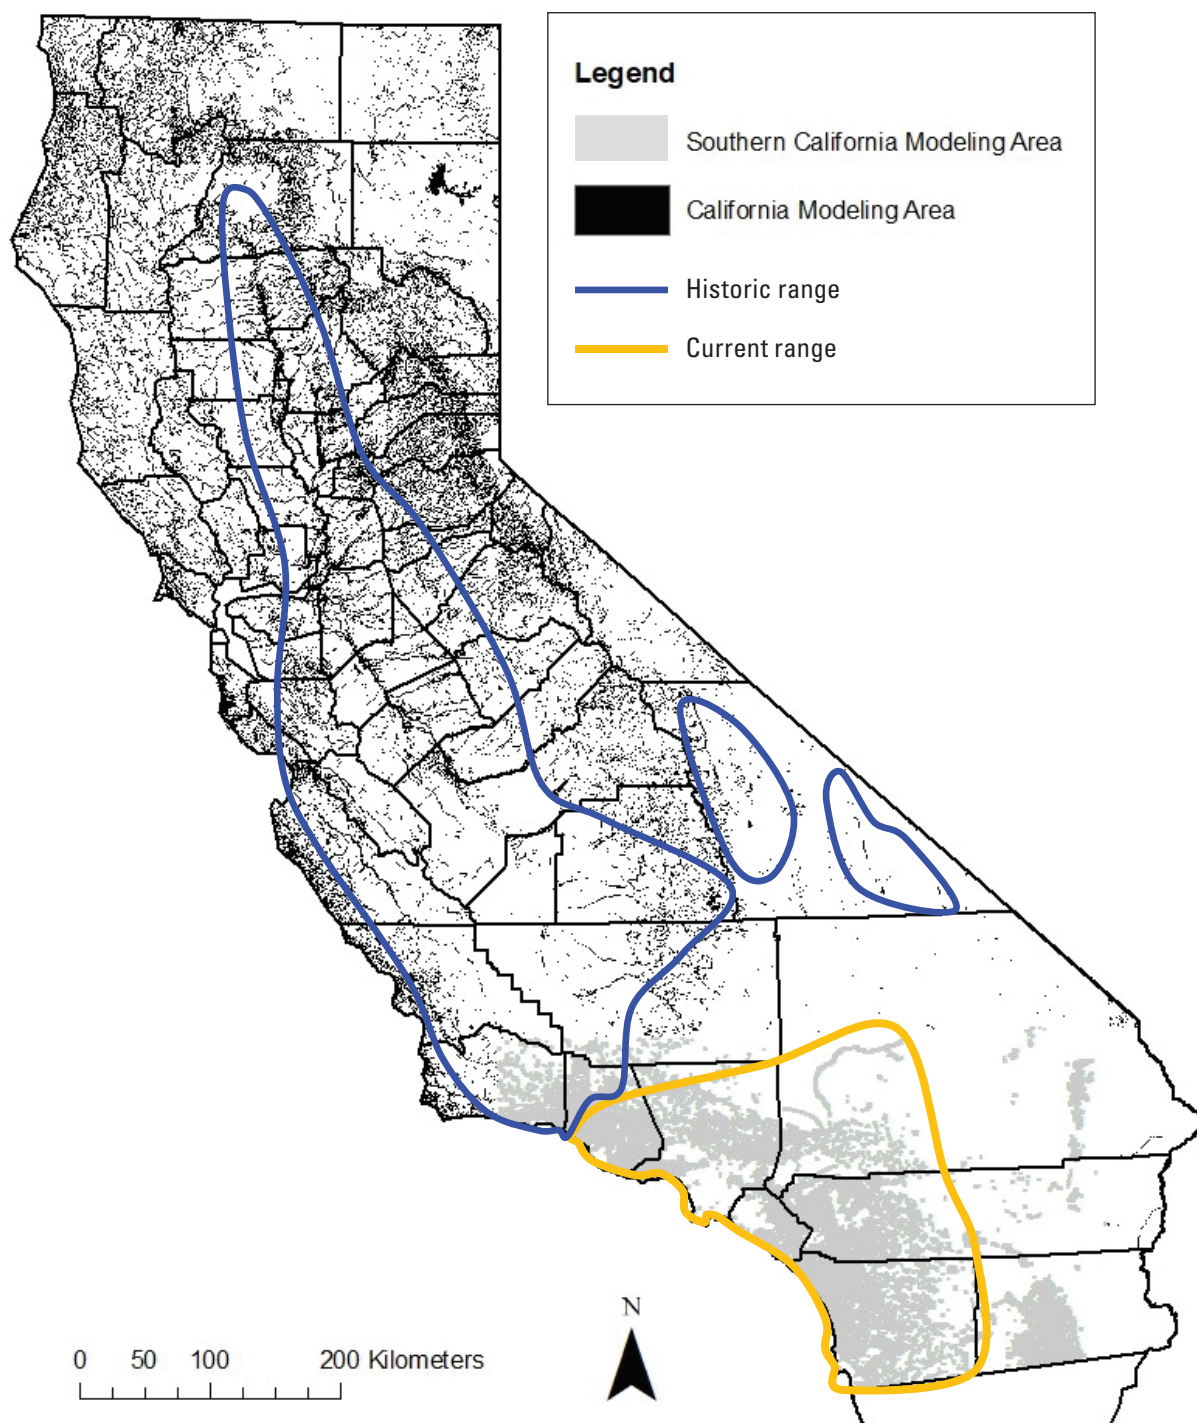 Legend
Southern California Modeling Area
California Modeling Area
Historic range
Current range
N
0 50 100 200 Kilometers